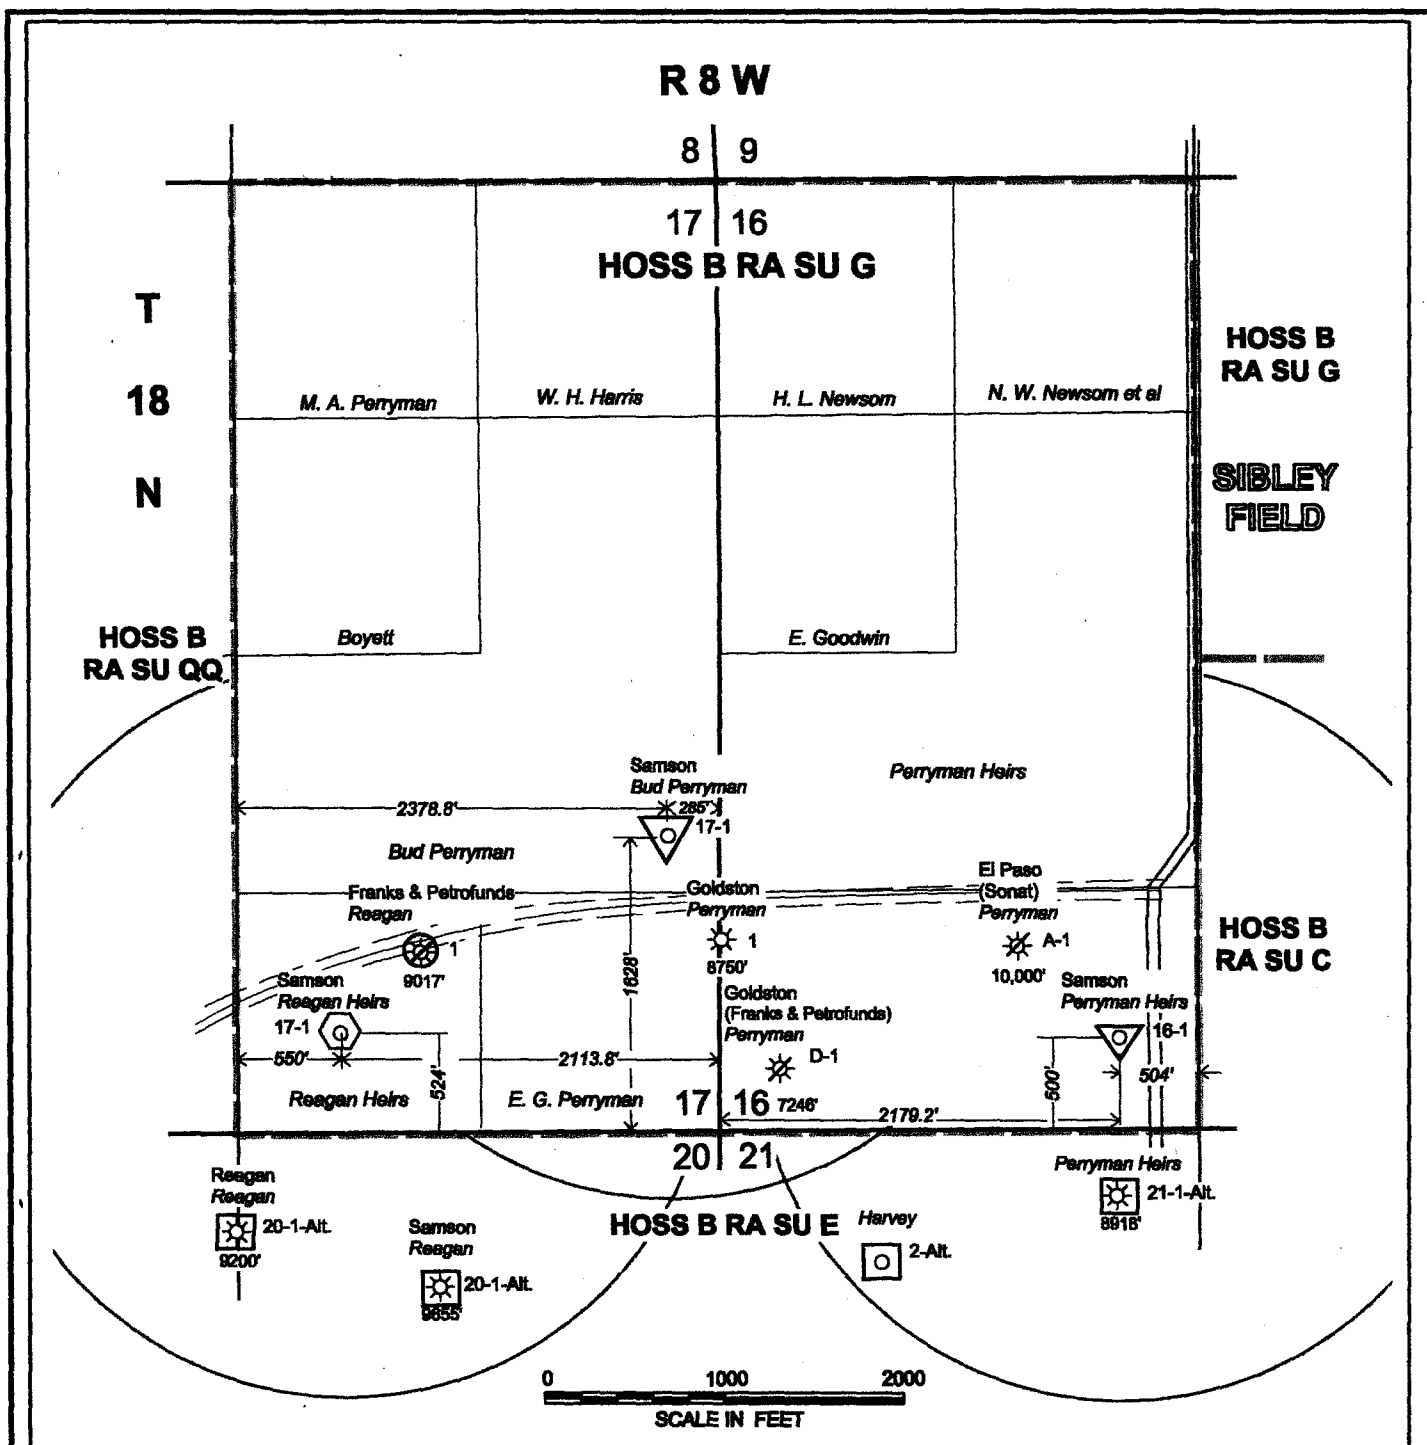 R 8 W
8 9
17 16
HOSS B RA SU G
T
18
N
HOSS B
RA SU G
SIBLEY
FIELD
M. A. Perryman
W. H. Harris
H. L. Newsom
N. W. Newsom et al
HOSS B
RA SU QQ
Boyett
E. Goodwin
Samson
Bud Perryman
2378.8'
285'
17-1
Perryman Heirs
Bud Perryman
Franks & Petrofunds
Reagan
1
9017'
Goldston
Perryman
1
8750'
El Paso
(Sonat)
Perryman
A-1
10,000'
HOSS B
RA SU C
Samson
Reagan Heirs
17-1
550'
2113.8'
524'
1628'
Goldston
(Franks & Petrofunds)
Perryman
D-1
7246'
Samson
Perryman Heirs
16-1
504'
500'
2179.2'
Reagan Heirs
E. G. Perryman
17 16
20 21
Reagan
Reagan
20-1-Alt.
9200'
Samson
Reagan
20-1-Alt.
9655'
HOSS B RA SU E
Harvey
2-Alt.
Perryman Heirs
21-1-Alt.
8918'
0 1000 2000
SCALE IN FEET